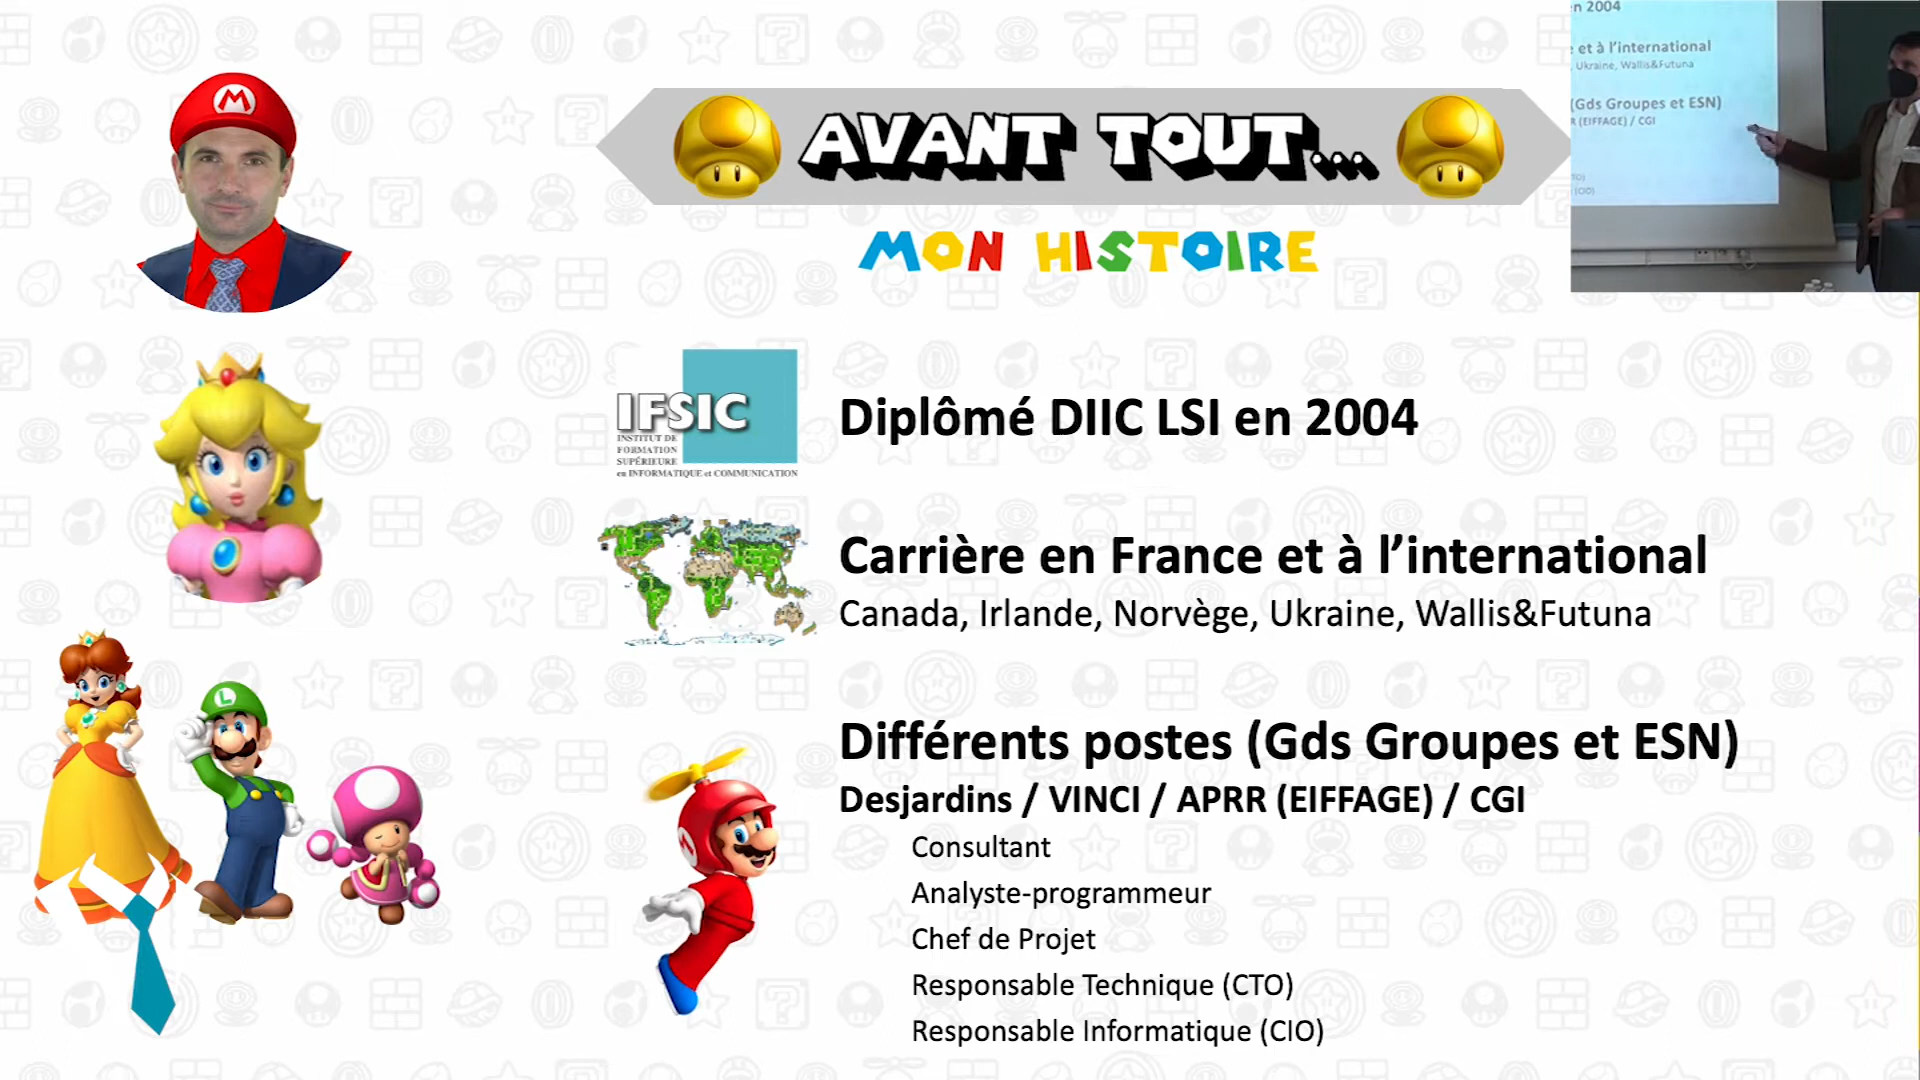 AVANT TOUT...
MON HISTOIRE
M
L
IFSIC
INSTITUT DE
FORMATION
SUPÉRIEURE
en INFORMATIQUE et COMMUNICATION
Diplômé DIIC LSI en 2004
Carrière en France et à l’international
Canada, Irlande, Norvège, Ukraine, Wallis&Futuna
Différents postes (Gds Groupes et ESN)
Desjardins / VINCI / APRR (EIFFAGE) / CGI
Consultant
Analyste-programmeur
Chef de Projet
Responsable Technique (CTO)
Responsable Informatique (CIO)
en 2004
et à l’international
, Ukraine, Wallis&Futuna
(Gds Groupes et ESN)
R (EIFFAGE) / CGI